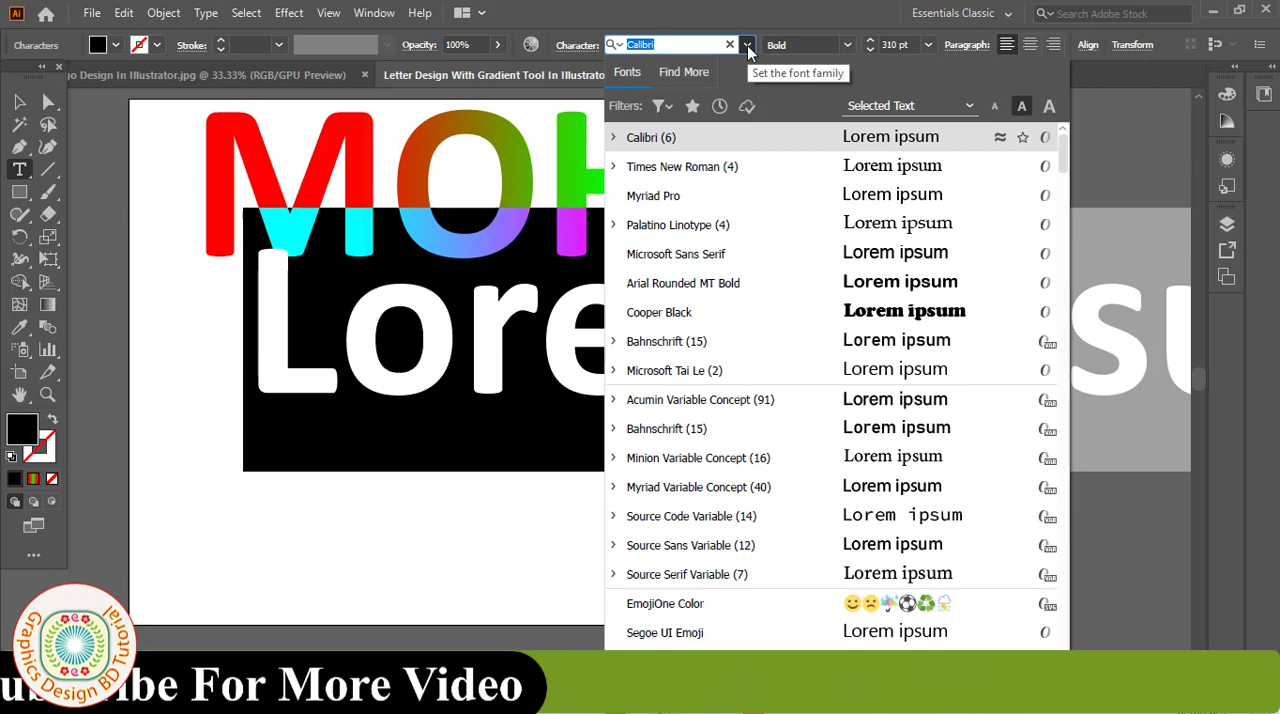 Ai File Edit Object Type Select Effect View Window Help Essentials Classic Search Adobe Stock
Characters Stroke: Opacity: 100% Character: Calibri Bold 310 pt Paragraph: Align Transform
Set the font family
Fonts Find More
ogo Design In Illustrator.jpg @ 33.33% (RGB/GPU Preview) × Letter Design With Gradient Tool In Illustrato
Filters: Selected Text A A A
Calibri (6) Lorem ipsum
Times New Roman (4) Lorem ipsum
Myriad Pro Lorem ipsum
Palatino Linotype (4) Lorem ipsum
Microsoft Sans Serif Lorem ipsum
Arial Rounded MT Bold Lorem ipsum
Cooper Black Lorem ipsum
Bahnschrift (15) Lorem ipsum
Microsoft Tai Le (2) Lorem ipsum
Acumin Variable Concept (91) Lorem ipsum
Bahnschrift (15) Lorem ipsum
Minion Variable Concept (16) Lorem ipsum
Myriad Variable Concept (40) Lorem ipsum
Source Code Variable (14) Lorem ipsum
Source Sans Variable (12) Lorem ipsum
Source Serif Variable (7) Lorem ipsum
EmojiOne Color
Segoe UI Emoji Lorem ipsum
MOH
Lore su
Graphics Design BD Tutorial
ubscribe For More Video